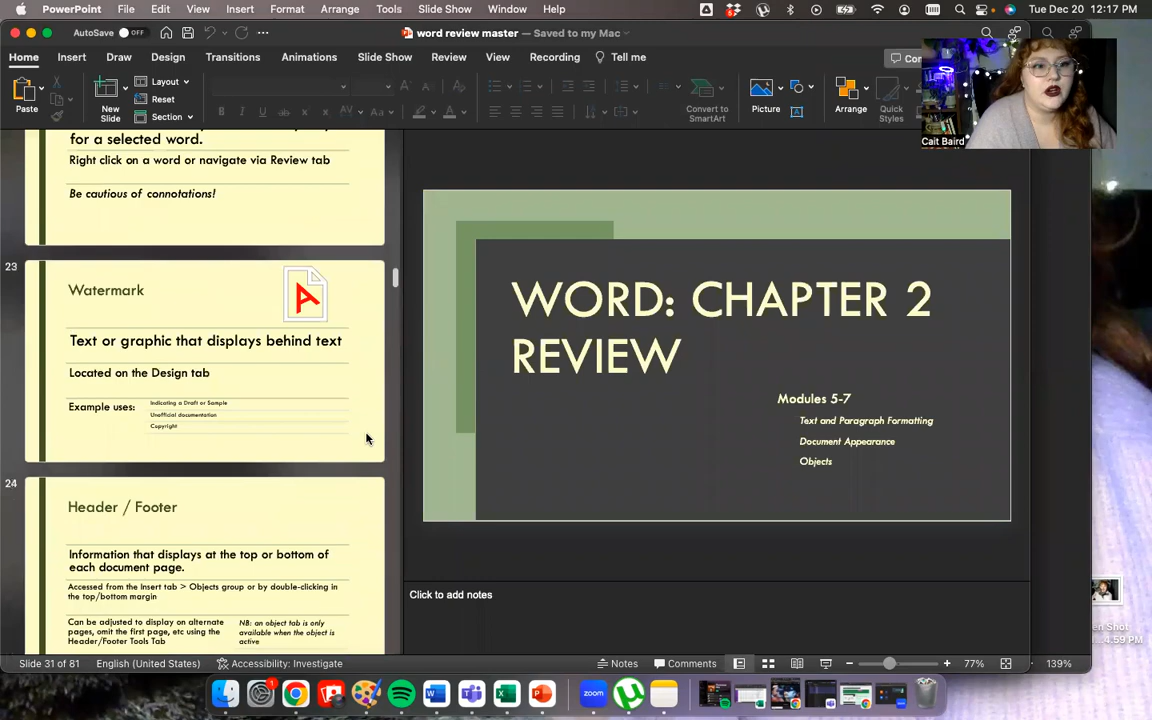 PowerPoint File Edit View Insert Format Arrange Tools Slide Show Window Help Tue Dec 20 12:17 PM
AutoSave OFF word review master — Saved to my Mac
Home Insert Draw Design Transitions Animations Slide Show Review View Recording Tell me
Paste
New Slide
Layout
Reset
Section
Convert to SmartArt
Picture
Arrange
Quick Styles
Cait Baird
for a selected word.
Right click on a word or navigate via Review tab
Be cautious of connotations!
23
Watermark
Text or graphic that displays behind text
Located on the Design tab
Example uses:
Indicating a Draft or Sample
Unofficial documentation
Copyright
24
Header / Footer
Information that displays at the top or bottom of
each document page.
Accessed from the Insert tab > Objects group or by double-clicking in
the top/bottom margin
Can be adjusted to display on alternate
pages, omit the first page, etc using the
Header/Footer Tools Tab
NB: an object tab is only
available when the object is
active
WORD: CHAPTER 2
REVIEW
Modules 5-7
Text and Paragraph Formatting
Document Appearance
Objects
Click to add notes
4.59 PM
Slide 31 of 81 English (United States) Accessibility: Investigate Notes Comments 77% 139%
1
zoom